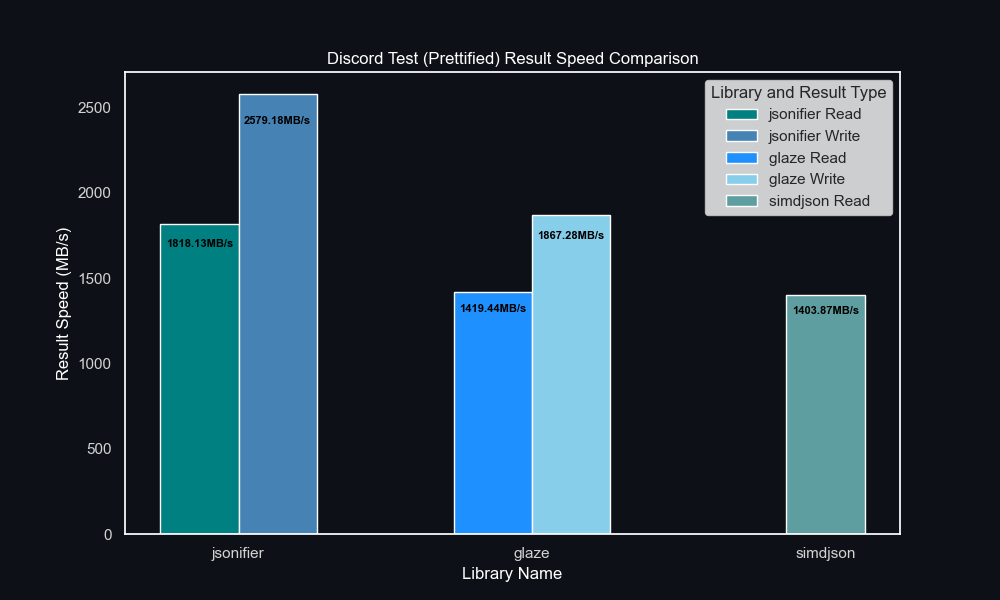 Discord Test (Prettified) Result Speed Comparison
Library and Result Type
jsonifier Read
jsonifier Write
glaze Read
glaze Write
simdjson Read
Result Speed (MB/s)
2500
2000
1500
1000
500
0
2579.18MB/s
1818.13MB/s
1867.28MB/s
1419.44MB/s
1403.87MB/s
jsonifier
glaze
simdjson
Library Name